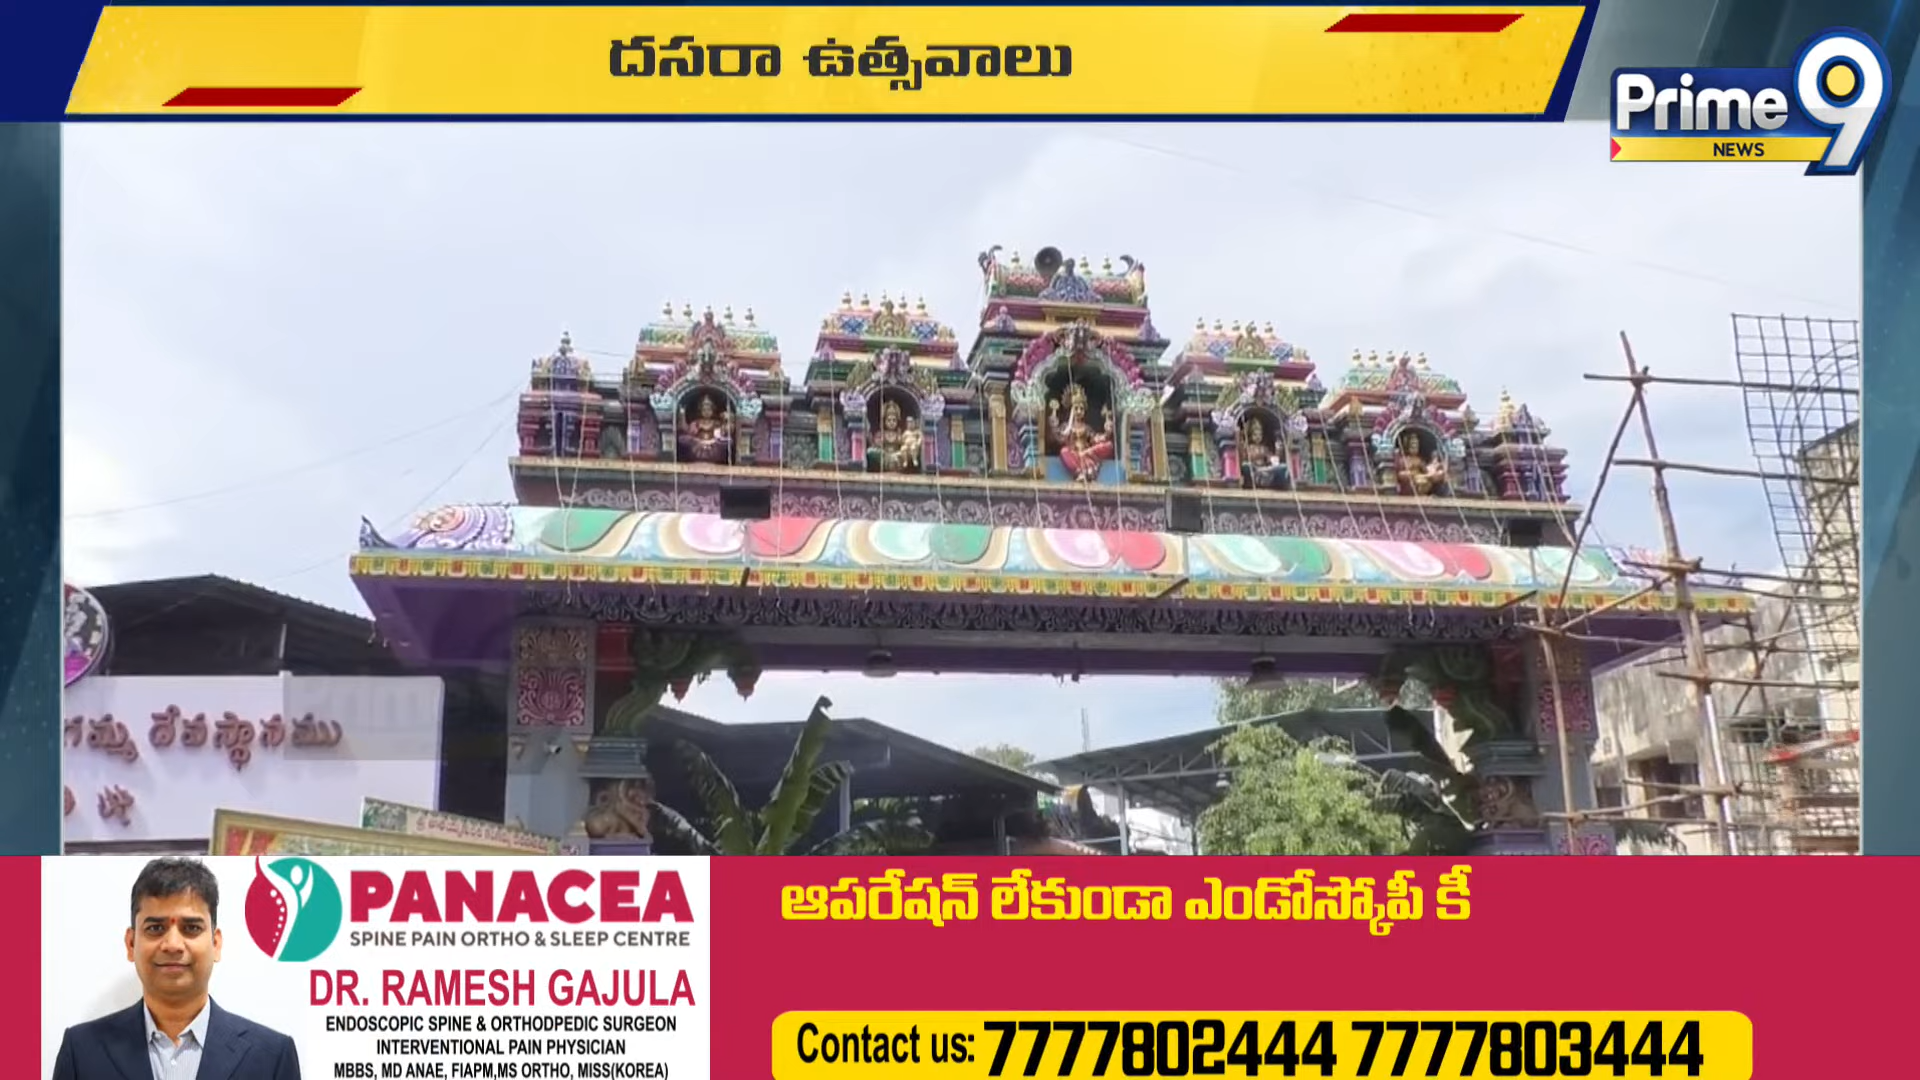 దసరా ఉత్సవాలు
Prime9
NEWS
గమ్మ దేవస్థానము
PANACEA
SPINE PAIN ORTHO & SLEEP CENTRE
DR. RAMESH GAJULA
ENDOSCOPIC SPINE & ORTHODPEDIC SURGEON
INTERVENTIONAL PAIN PHYSICIAN
MBBS, MD ANAE, FIAPM,MS ORTHO, MISS(KOREA)
ఆపరేషన్ లేకుండా ఎండోస్కోపీ కీ
Contact us: 7777802444 7777803444